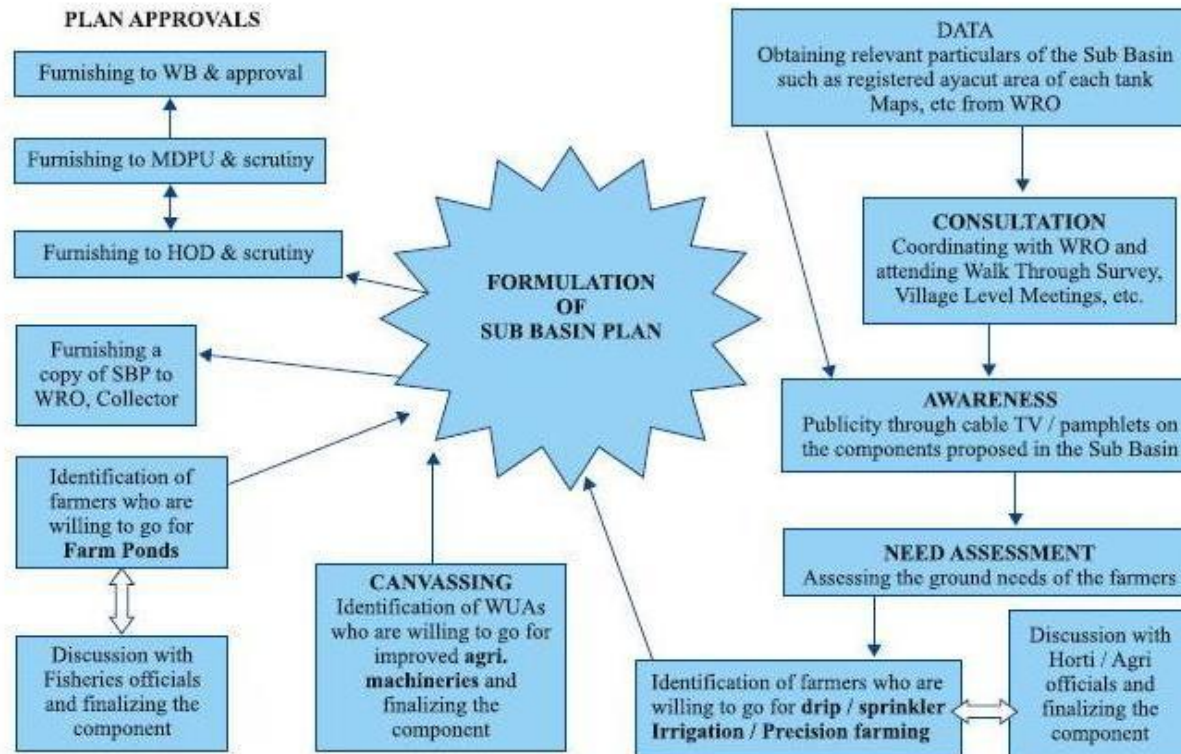 PLAN APPROVALS
Furnishing to WB & approval
Furnishing to MDPU & scrutiny
Furnishing to HOD & scrutiny
Furnishing a
copy of SBP to
WRO, Collector
Identification of
farmers who are
willing to go for
Farm Ponds
Discussion with
Fisheries officials
and finalizing the
component
FORMULATION
OF
SUB BASIN PLAN
CANVASSING
Identification of WUAs
who are willing to go for
improved agri.
machineries and
finalizing the
component
DATA
Obtaining relevant particulars of the Sub Basin
such as registered ayacut area of each tank
Maps, etc from WRO
CONSULTATION
Coordinating with WRO and
attending Walk Through Survey,
Village Level Meetings, etc.
AWARENESS
Publicity through cable TV / pamphlets on
the components proposed in the Sub Basin
NEED ASSESSMENT
Assessing the ground needs of the farmers
Identification of farmers who are
willing to go for drip / sprinkler
Irrigation / Precision farming
Discussion with
Horti / Agri
officials and
finalizing the
component